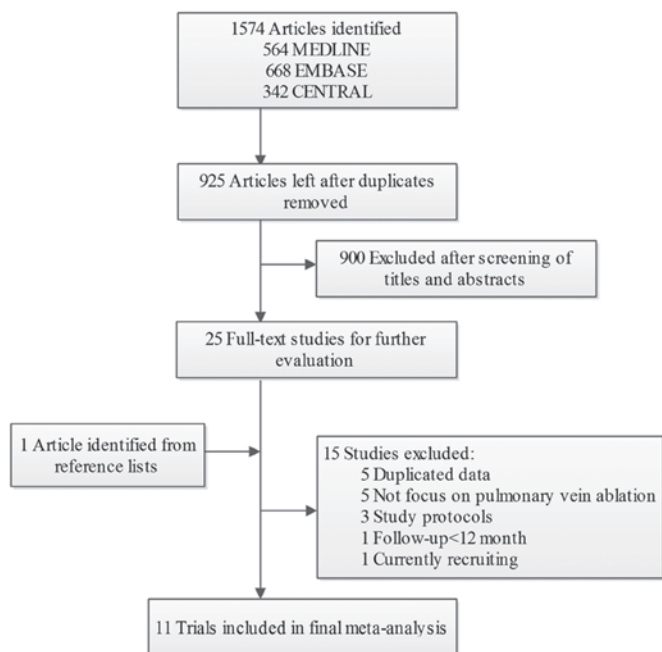 1574 Articles identified
564 MEDLINE
668 EMBASE
342 CENTRAL
925 Articles left after duplicates
removed
900 Excluded after screening of
titles and abstracts
25 Full-text studies for further
evaluation
1 Article identified from
reference lists
15 Studies excluded:
5 Duplicated data
5 Not focus on pulmonary vein ablation
3 Study protocols
1 Follow-up<12 month
1 Currently recruiting
11 Trials included in final meta-analysis